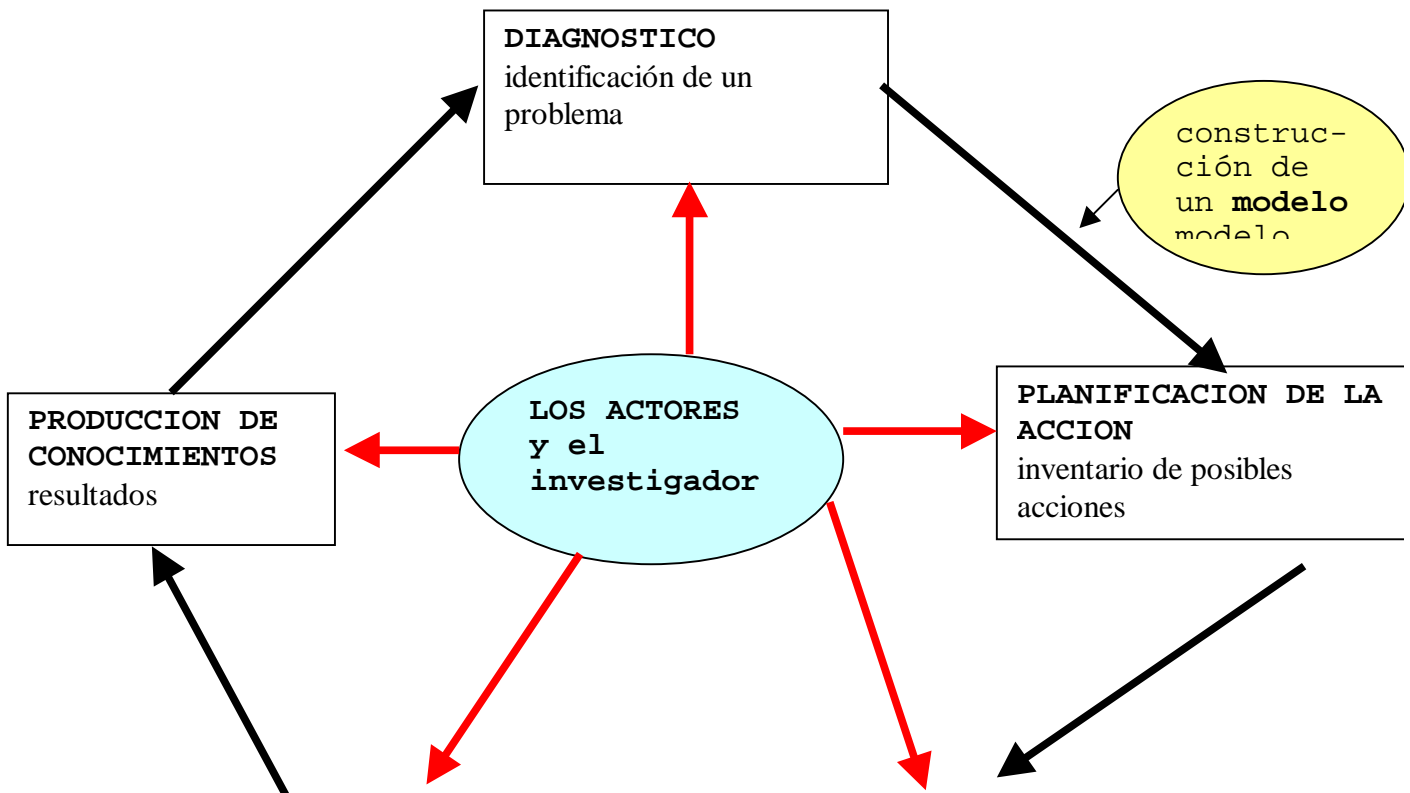 DIAGNOSTICO
identificación de un
problema
construc-
ción de
un modelo
modelo
LOS ACTORES
y el
investigador
PLANIFICACION DE LA
ACCION
inventario de posibles
acciones
PRODUCCION DE
CONOCIMIENTOS
resultados